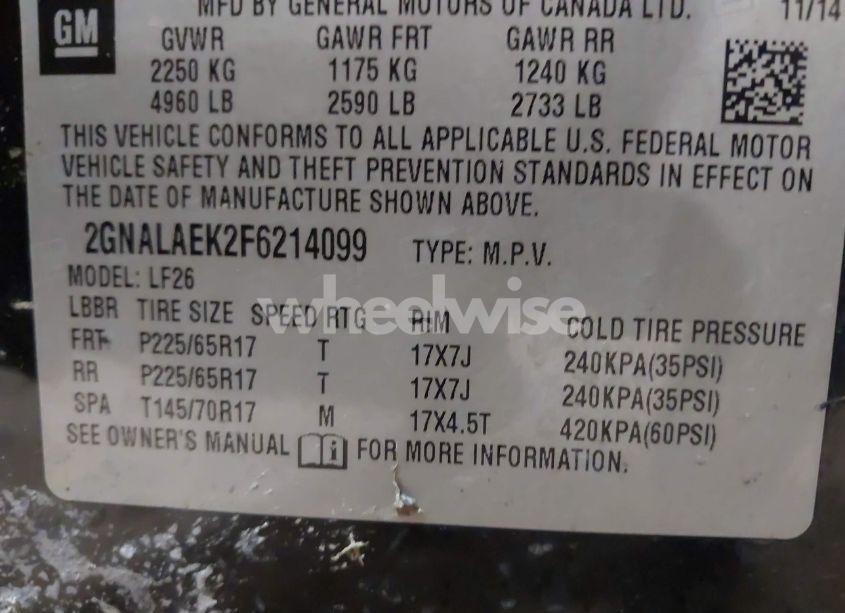 MFD BY GENERAL MOTORS OF CANADA LTD. 11/14
GM
GVWR GAWR FRT GAWR RR
2250 KG 1175 KG 1240 KG
4960 LB 2590 LB 2733 LB
THIS VEHICLE CONFORMS TO ALL APPLICABLE U.S. FEDERAL MOTOR
VEHICLE SAFETY AND THEFT PREVENTION STANDARDS IN EFFECT ON
THE DATE OF MANUFACTURE SHOWN ABOVE.
2GNALAEK2F6214099 TYPE: M.P.V.
MODEL: LF26
wheelwise
LBBR TIRE SIZE SPEED RTG RIM COLD TIRE PRESSURE
FRT P225/65R17 T 17X7J 240KPA(35PSI)
RR P225/65R17 T 17X7J 240KPA(35PSI)
SPA T145/70R17 M 17X4.5T 420KPA(60PSI)
SEE OWNER'S MANUAL FOR MORE INFORMATION.